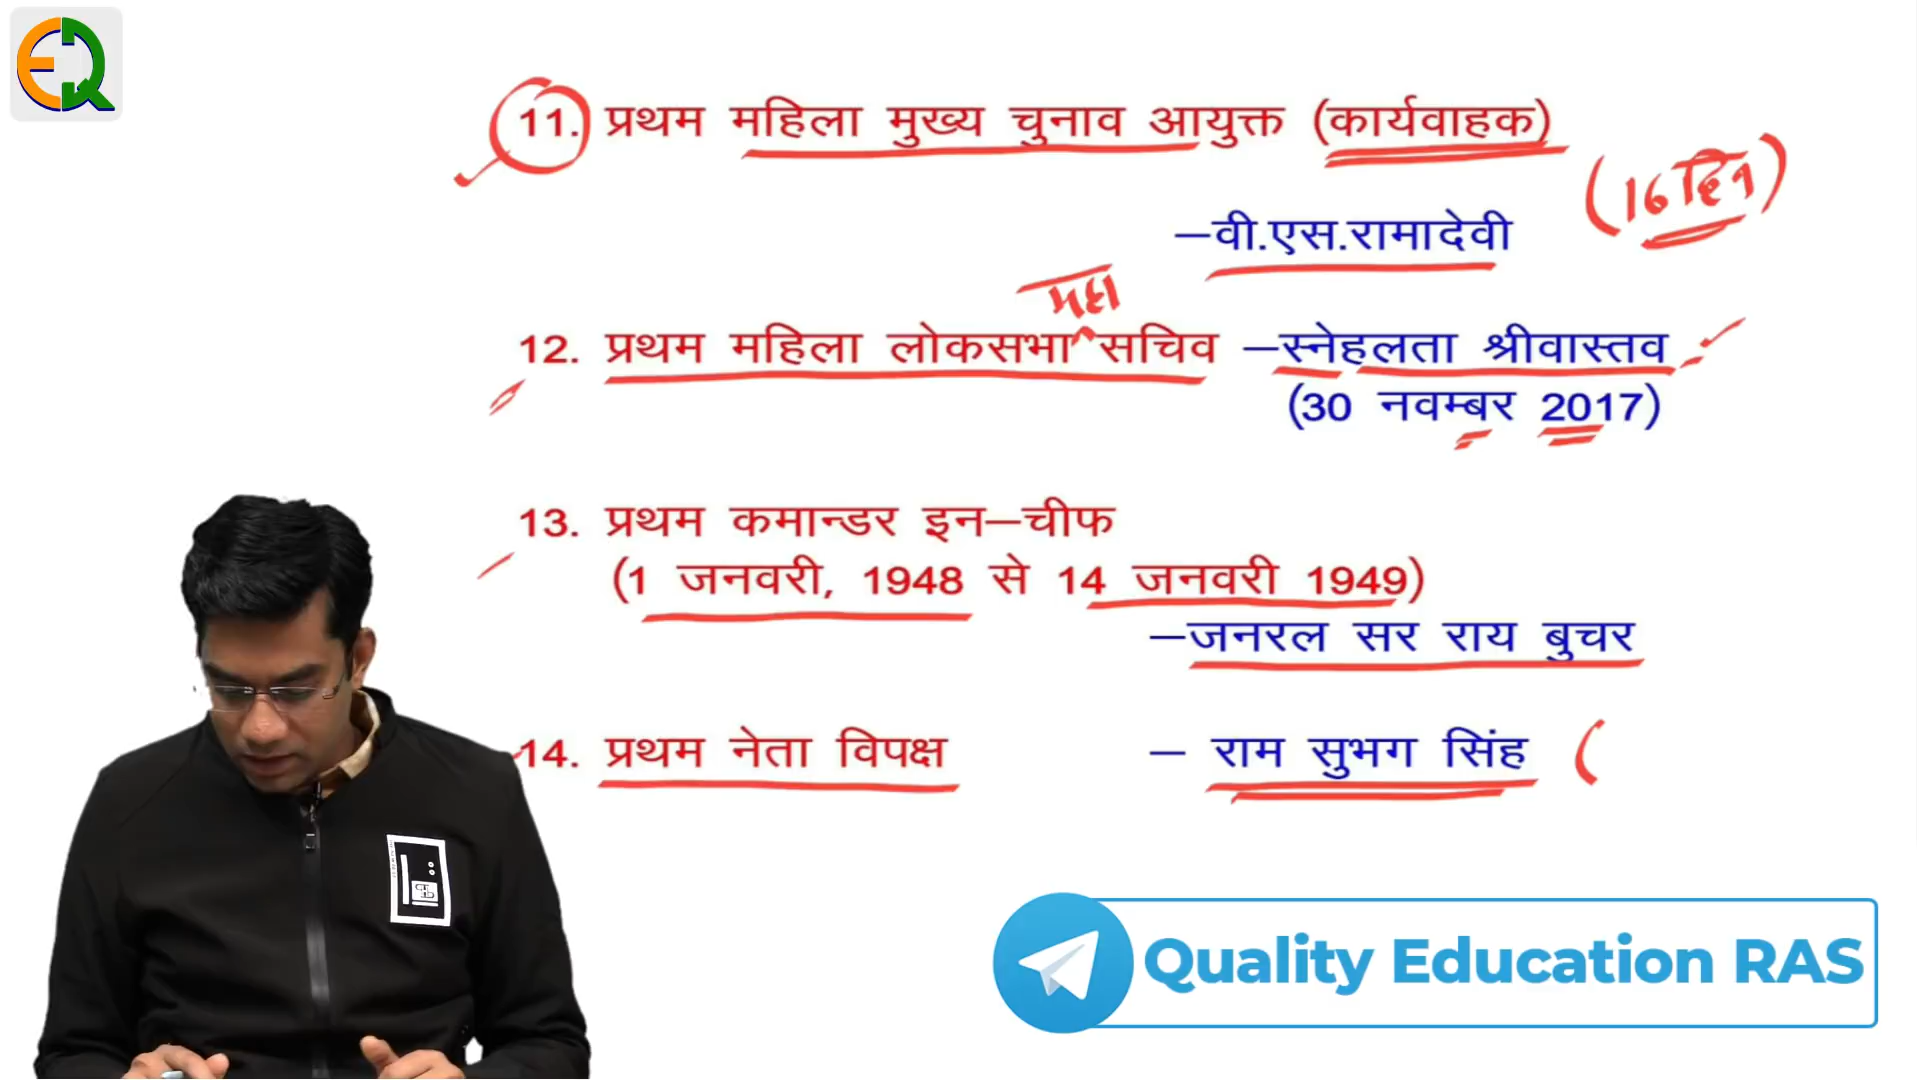 EQ
11. प्रथम महिला मुख्य चुनाव आयुक्त (कार्यवाहक)
(16 दिन)
–वी.एस.रामादेवी
महा
12. प्रथम महिला लोकसभा सचिव –स्नेहलता श्रीवास्तव
(30 नवम्बर 2017)
13. प्रथम कमान्डर इन–चीफ
(1 जनवरी, 1948 से 14 जनवरी 1949)
–जनरल सर राय बुचर
14. प्रथम नेता विपक्ष – राम सुभग सिंह (
Quality Education RAS